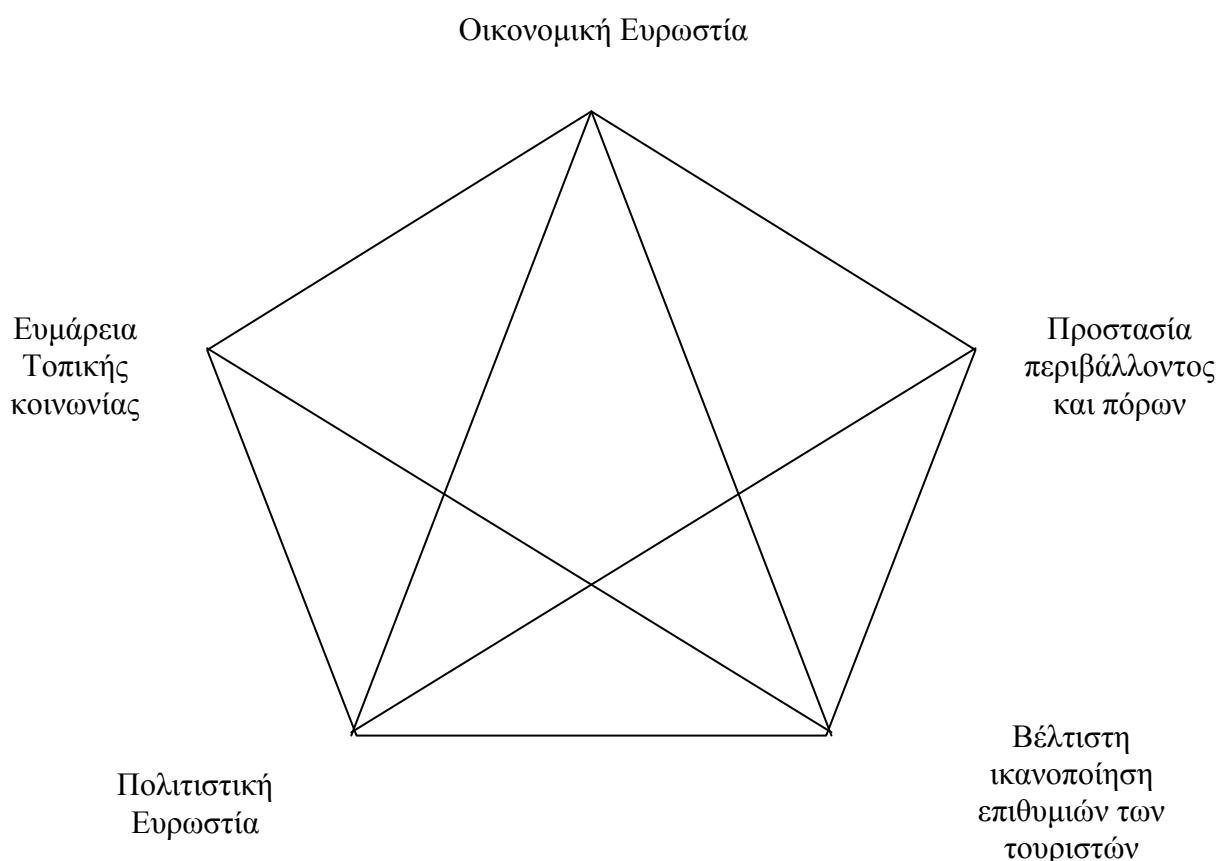 Οικονομική Ευρωστία
Ευμάρεια
Τοπικής
κοινωνίας
Προστασία
περιβάλλοντος
και πόρων
Πολιτιστική
Ευρωστία
Βέλτιστη
ικανοποίηση
επιθυμιών των
τουριστών